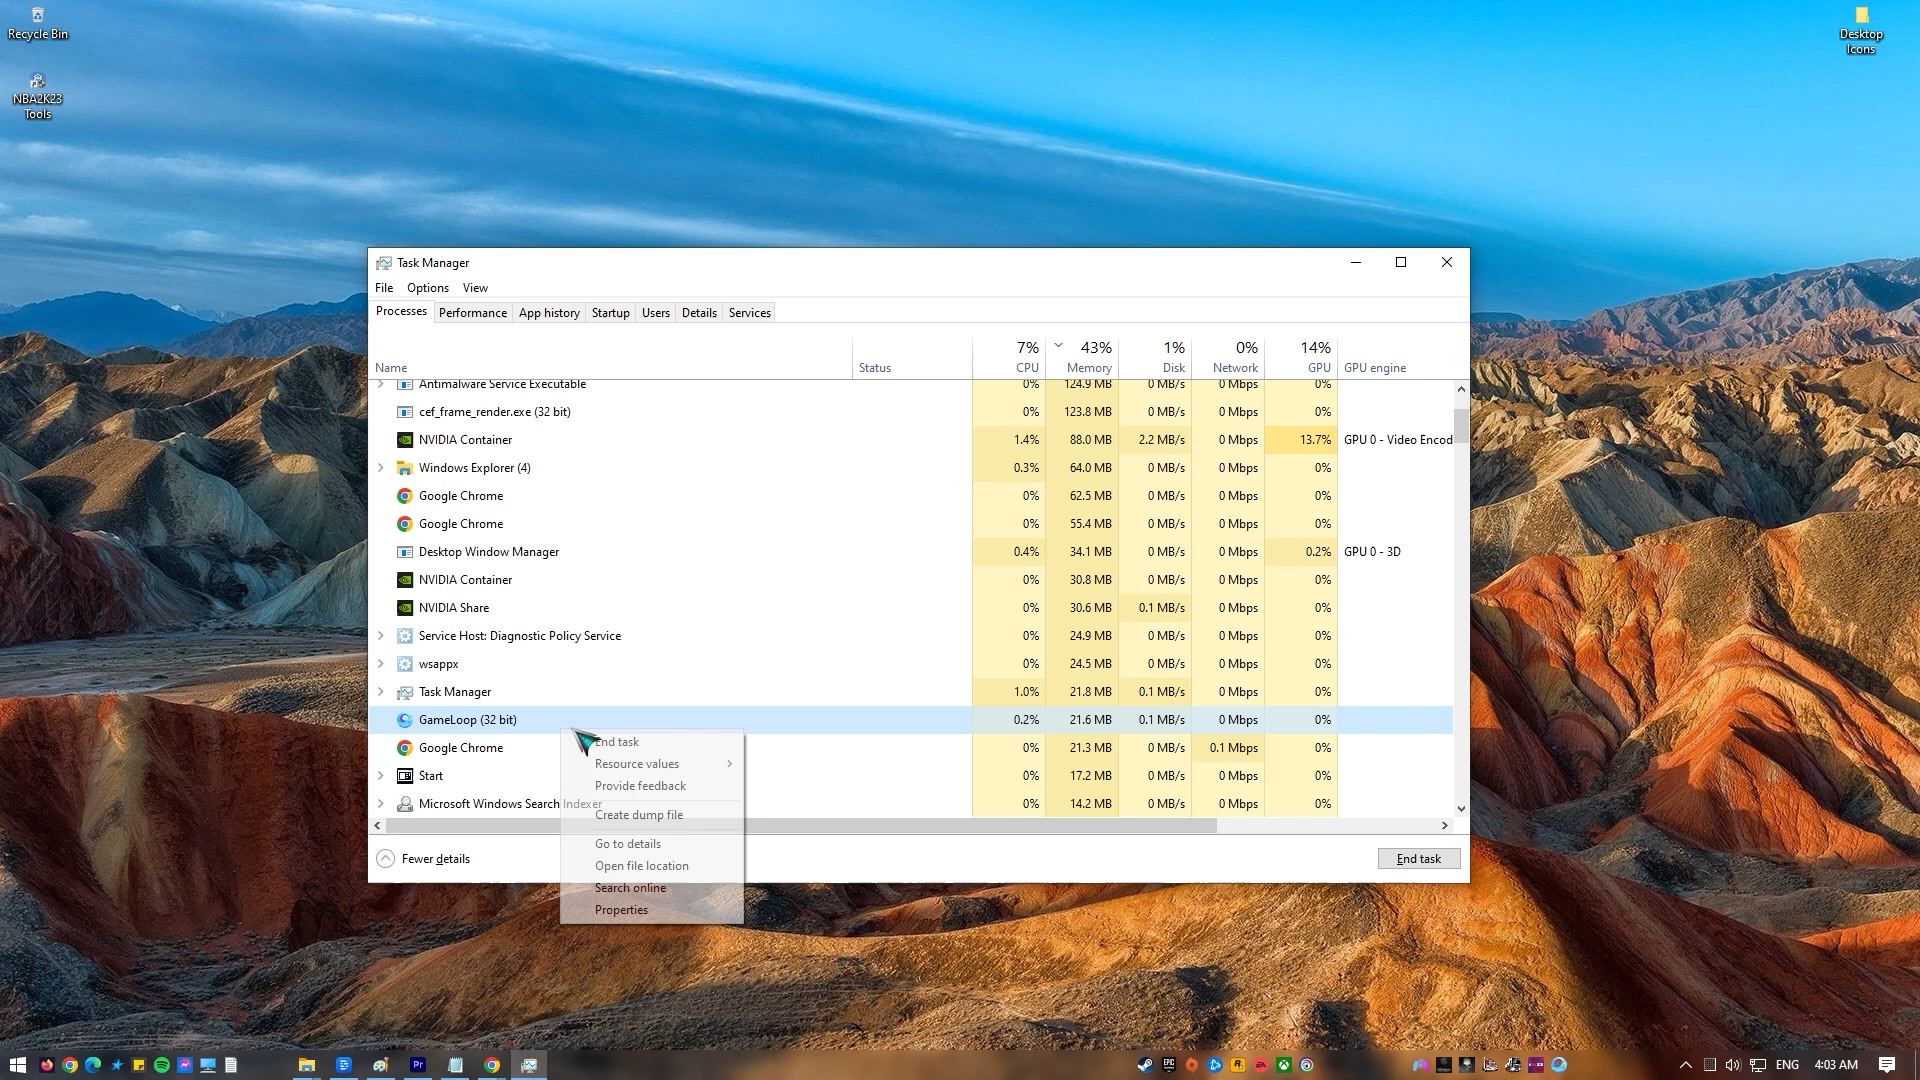 Recycle Bin
NBA2K23
Tools
Desktop
Icons
Task Manager
File Options View
Processes Performance App history Startup Users Details Services
7% 43% 1% 0% 14%
Name Status CPU Memory Disk Network GPU GPU engine
Antimalware Service Executable 0% 124.9 MB 0 MB/s 0 Mbps 0%
cef_frame_render.exe (32 bit) 0% 123.8 MB 0 MB/s 0 Mbps 0%
NVIDIA Container 1.4% 88.0 MB 2.2 MB/s 0 Mbps 13.7% GPU 0 - Video Encod
Windows Explorer (4) 0.3% 64.0 MB 0 MB/s 0 Mbps 0%
Google Chrome 0% 62.5 MB 0 MB/s 0 Mbps 0%
Google Chrome 0% 55.4 MB 0 MB/s 0 Mbps 0%
Desktop Window Manager 0.4% 34.1 MB 0 MB/s 0 Mbps 0.2% GPU 0 - 3D
NVIDIA Container 0% 30.8 MB 0 MB/s 0 Mbps 0%
NVIDIA Share 0% 30.6 MB 0.1 MB/s 0 Mbps 0%
Service Host: Diagnostic Policy Service 0% 24.9 MB 0 MB/s 0 Mbps 0%
wsappx 0% 24.5 MB 0 MB/s 0 Mbps 0%
Task Manager 1.0% 21.8 MB 0.1 MB/s 0 Mbps 0%
GameLoop (32 bit) 0.2% 21.6 MB 0.1 MB/s 0 Mbps 0%
Google Chrome 0% 21.3 MB 0 MB/s 0.1 Mbps 0%
Start 0% 17.2 MB 0 MB/s 0 Mbps 0%
Microsoft Windows Search Indexer 0% 14.2 MB 0 MB/s 0 Mbps 0%
End task
Resource values
Provide feedback
Create dump file
Go to details
Open file location
Search online
Properties
Fewer details
End task
Pr
EPIC
R
EA
ENG 4:03 AM